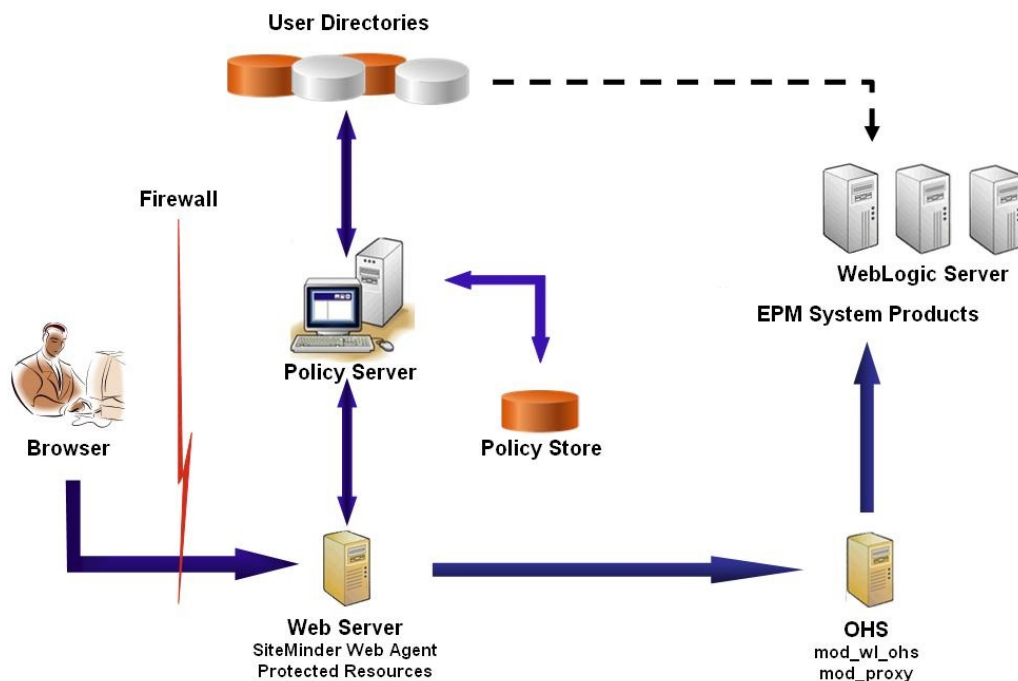 User Directories
Firewall
WebLogic Server
EPM System Products
Policy Server
Browser
Policy Store
Web Server
SiteMinder Web Agent
Protected Resources
OHS
mod_wl_ohs
mod_proxy